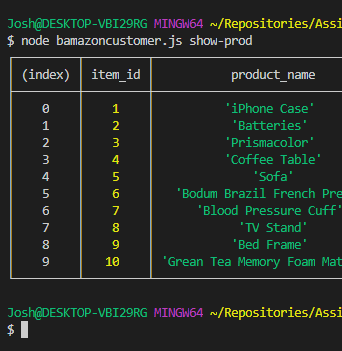 Josh@DESKTOP-VBI29RG MINGW64 ~/Repositories/Assi
$ node bamazoncustomer.js show-prod
(index) item_id product_name
0 1 'iPhone Case'
1 2 'Batteries'
2 3 'Prismacolor'
3 4 'Coffee Table'
4 5 'Sofa'
5 6 'Bodum Brazil French Pre
6 7 'Blood Pressure Cuff'
7 8 'TV Stand'
8 9 'Bed Frame'
9 10 'Grean Tea Memory Foam Mat
Josh@DESKTOP-VBI29RG MINGW64 ~/Repositories/Assi
$